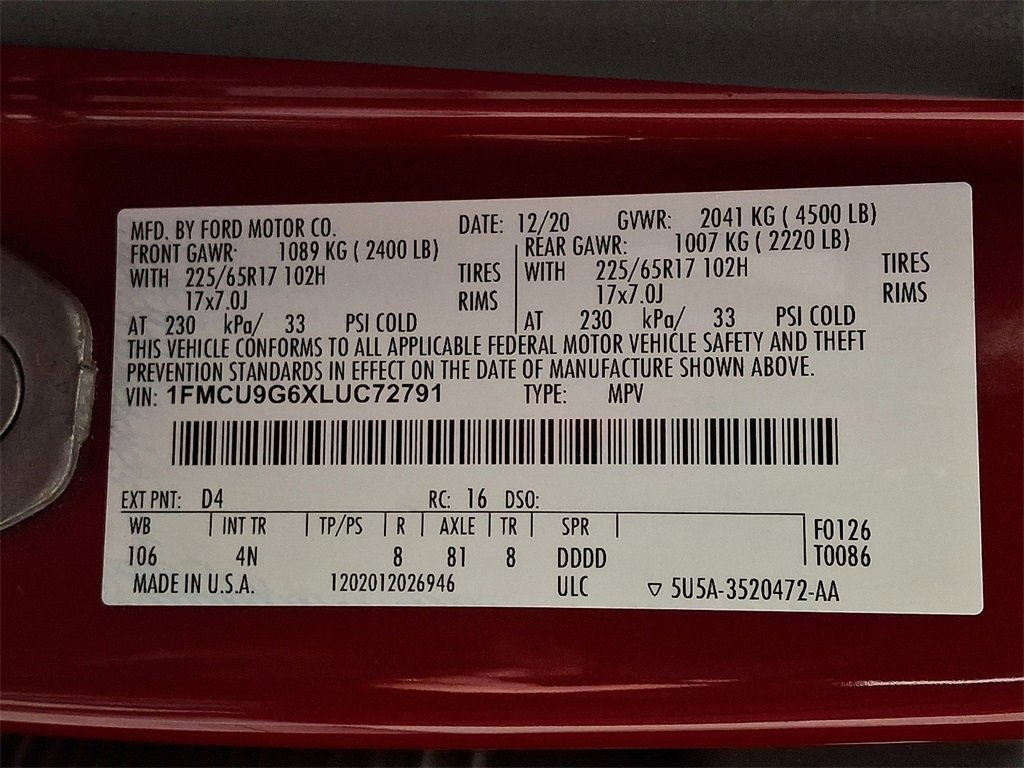 MFD. BY FORD MOTOR CO. DATE: 12/20 GVWR: 2041 KG ( 4500 LB)
FRONT GAWR: 1089 KG ( 2400 LB) REAR GAWR: 1007 KG ( 2220 LB)
WITH 225/65R17 102H TIRES WITH 225/65R17 102H TIRES
17x7.0J RIMS 17x7.0J RIMS
AT 230 kPa/ 33 PSI COLD AT 230 kPa/ 33 PSI COLD
THIS VEHICLE CONFORMS TO ALL APPLICABLE FEDERAL MOTOR VEHICLE SAFETY AND THEFT
PREVENTION STANDARDS IN EFFECT ON THE DATE OF MANUFACTURE SHOWN ABOVE.
VIN: 1FMCU9G6XLUC72791 TYPE: MPV
EXT PNT: D4 RC: 16 DSO:
WB INT TR TP/PS R AXLE TR SPR F0126
106 4N 8 81 8 DDDD T0086
MADE IN U.S.A. 1202012026946 ULC ▽ 5U5A-3520472-AA